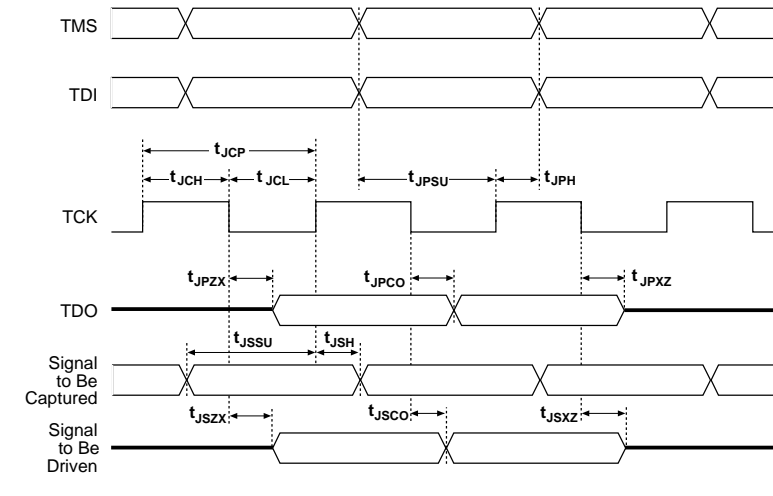 TMS
TDI
tJCP
tJCH tJCL tJPSU tJPH
TCK
tJPZX tJPCO tJPXZ
TDO
tJSSU tJSH
Signal
to Be
Captured
tJSZX tJSCO tJSXZ
Signal
to Be
Driven